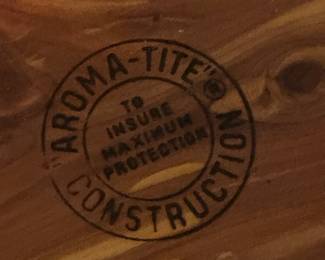 "AROMA-TITE"®
CONSTRUCTION
TO
INSURE
MAXIMUM
PROTECTION